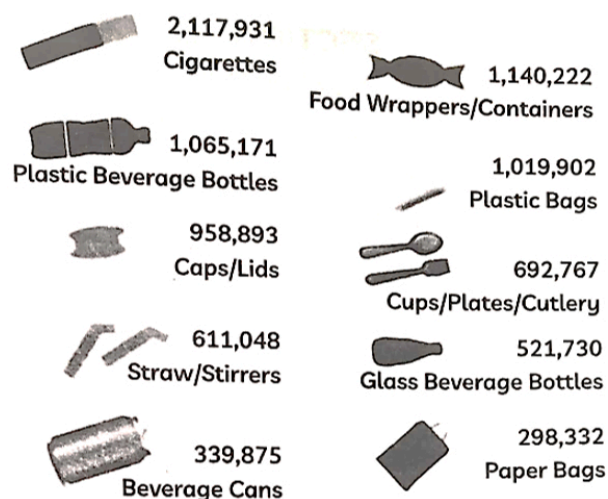 2,117,931
Cigarettes
1,140,222
Food Wrappers/Containers
1,065,171
Plastic Beverage Bottles
1,019,902
Plastic Bags
958,893
Caps/Lids
692,767
Cups/Plates/Cutlery
611,048
Straw/Stirrers
521,730
Glass Beverage Bottles
339,875
Beverage Cans
298,332
Paper Bags